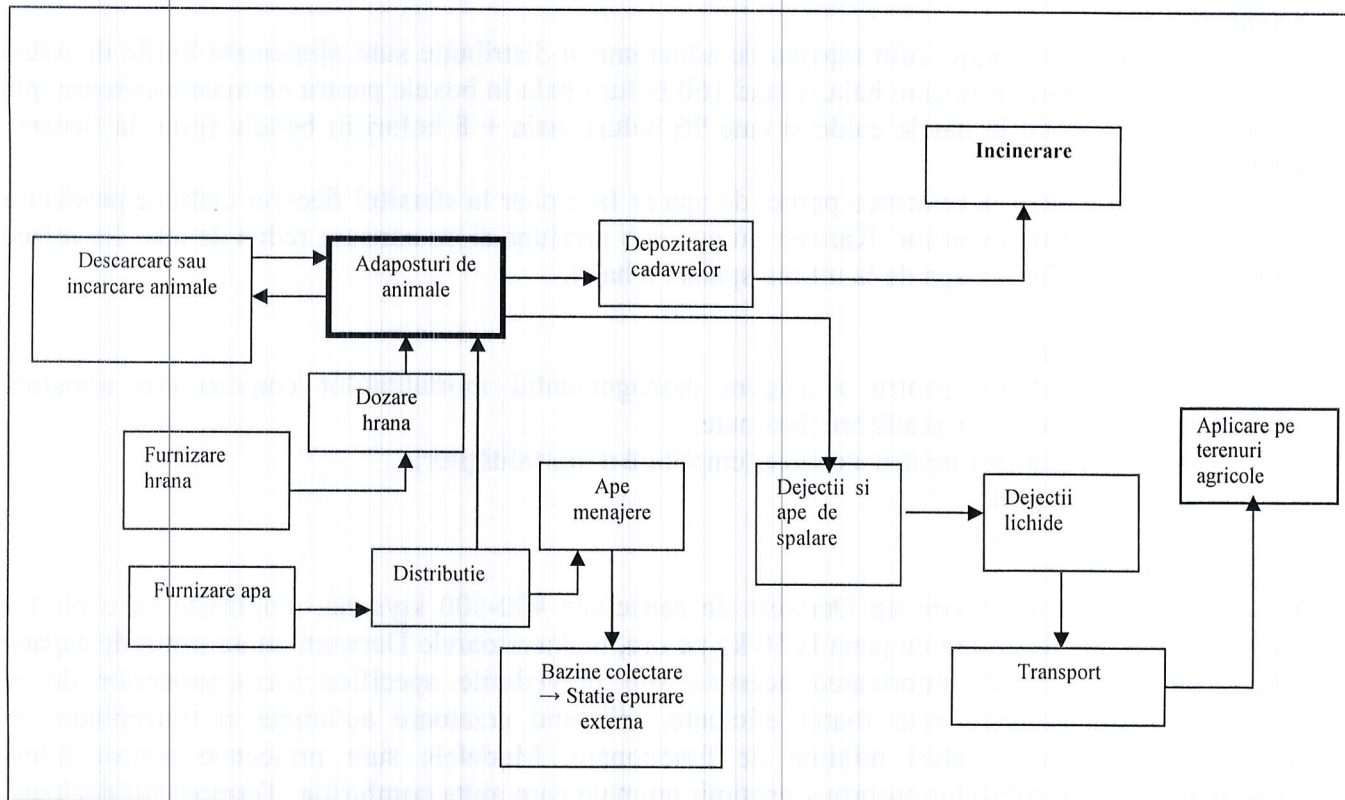 Incinerare
Descarcare sau
incarcare animale
Adaposturi de
animale
Depozitarea
cadavrelor
Dozare
hrana
Furnizare
hrana
Ape
menajere
Dejectii si
ape de
spalare
Dejectii
lichide
Aplicare pe
terenuri
agricole
Furnizare apa
Distributie
Bazine colectare
→ Statie epurare
externa
Transport